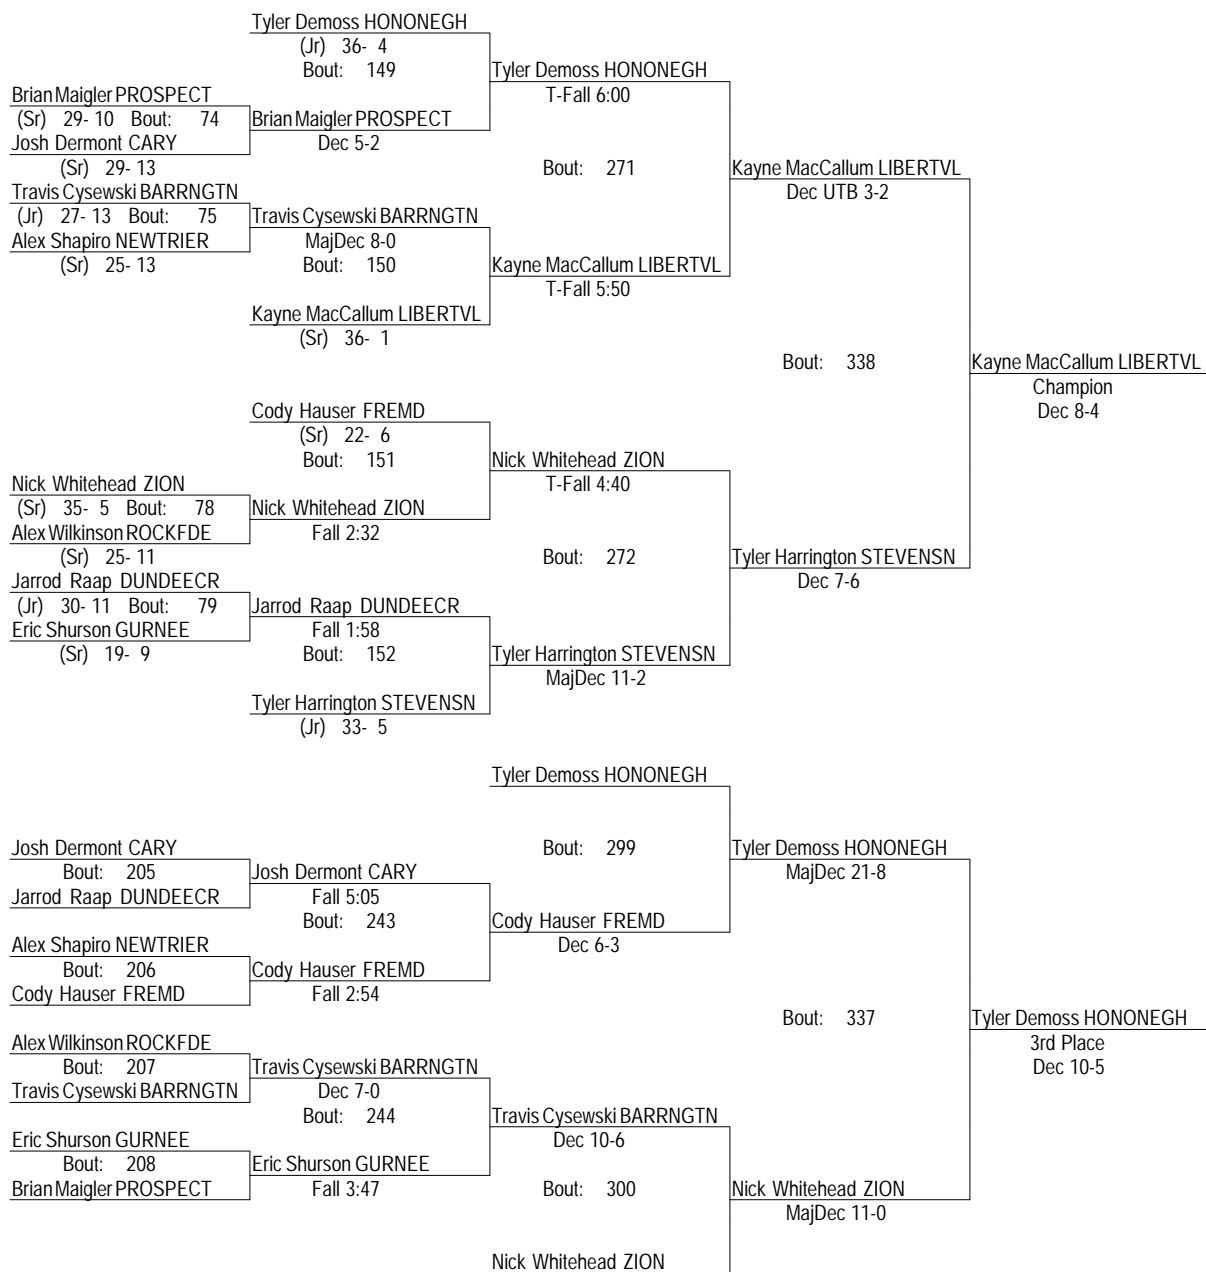 Tyler Demoss HONONEGH
(Jr) 36- 4
Bout: 149
Tyler Demoss HONONEGH
T-Fall 6:00
Brian Maigler PROSPECT
(Sr) 29- 10 Bout: 74
Brian Maigler PROSPECT
Dec 5-2
Josh Dermont CARY
(Sr) 29- 13
Bout: 271
Kayne MacCallum LIBERTVL
Dec UTB 3-2
Travis Cysewski BARRNGTN
(Jr) 27- 13 Bout: 75
Travis Cysewski BARRNGTN
MajDec 8-0
Alex Shapiro NEWTRIER
(Sr) 25- 13
Bout: 150
Kayne MacCallum LIBERTVL
T-Fall 5:50
Kayne MacCallum LIBERTVL
(Sr) 36- 1
Bout: 338
Kayne MacCallum LIBERTVL
Champion
Dec 8-4
Cody Hauser FREMD
(Sr) 22- 6
Bout: 151
Nick Whitehead ZION
T-Fall 4:40
Nick Whitehead ZION
(Sr) 35- 5 Bout: 78
Nick Whitehead ZION
Fall 2:32
Alex Wilkinson ROCKFDE
(Sr) 25- 11
Bout: 272
Tyler Harrington STEVENSN
Dec 7-6
Jarrod Raap DUNDEECR
(Jr) 30- 11 Bout: 79
Jarrod Raap DUNDEECR
Fall 1:58
Eric Shurson GURNEE
(Sr) 19- 9
Bout: 152
Tyler Harrington STEVENSN
MajDec 11-2
Tyler Harrington STEVENSN
(Jr) 33- 5
Tyler Demoss HONONEGH
Josh Dermont CARY
Bout: 205
Jarrod Raap DUNDEECR
Josh Dermont CARY
Fall 5:05
Bout: 243
Bout: 299
Tyler Demoss HONONEGH
MajDec 21-8
Cody Hauser FREMD
Dec 6-3
Alex Shapiro NEWTRIER
Bout: 206
Cody Hauser FREMD
Cody Hauser FREMD
Fall 2:54
Bout: 337
Tyler Demoss HONONEGH
3rd Place
Dec 10-5
Alex Wilkinson ROCKFDE
Bout: 207
Travis Cysewski BARRNGTN
Travis Cysewski BARRNGTN
Dec 7-0
Bout: 244
Travis Cysewski BARRNGTN
Dec 10-6
Eric Shurson GURNEE
Bout: 208
Brian Maigler PROSPECT
Eric Shurson GURNEE
Fall 3:47
Bout: 300
Nick Whitehead ZION
MajDec 11-0
Nick Whitehead ZION